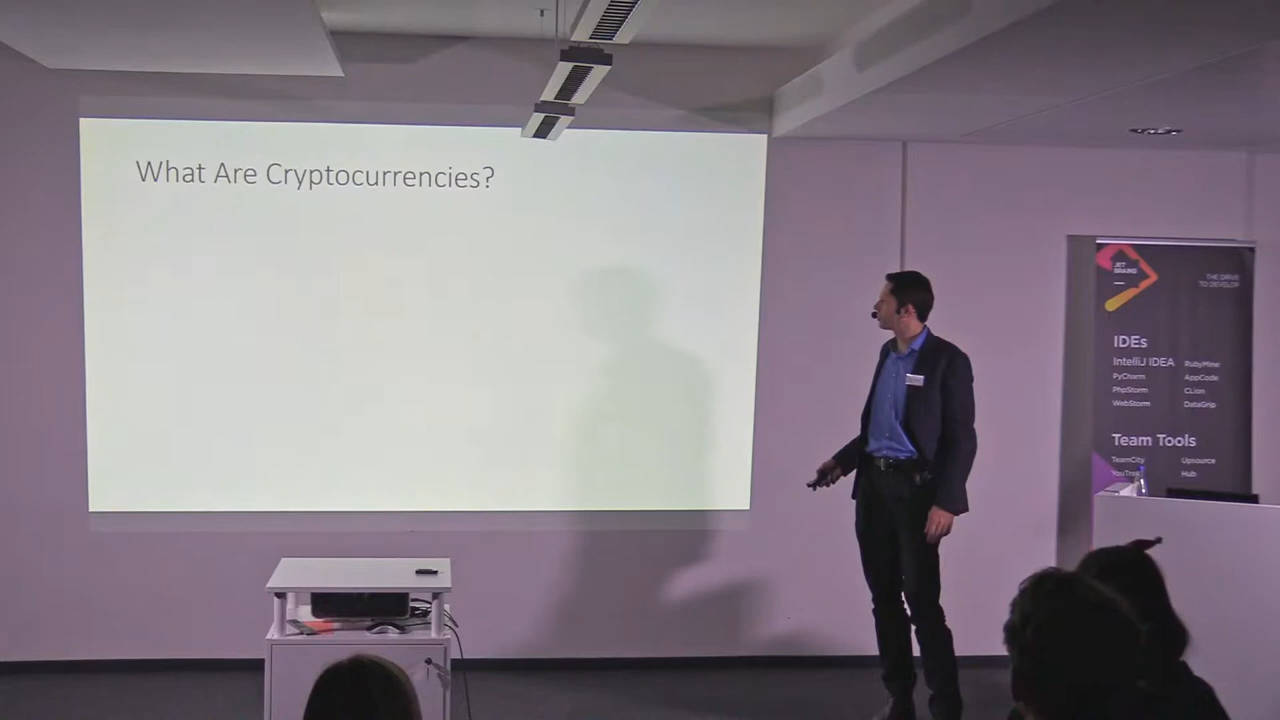 What Are Cryptocurrencies?
JET
BRAINS
THE DRIVE
TO DEVELOP
IDEs
IntelliJ IDEA RubyMine
PyCharm AppCode
PhpStorm CLion
WebStorm DataGrip
Team Tools
TeamCity Upsource
YouTrack Hub